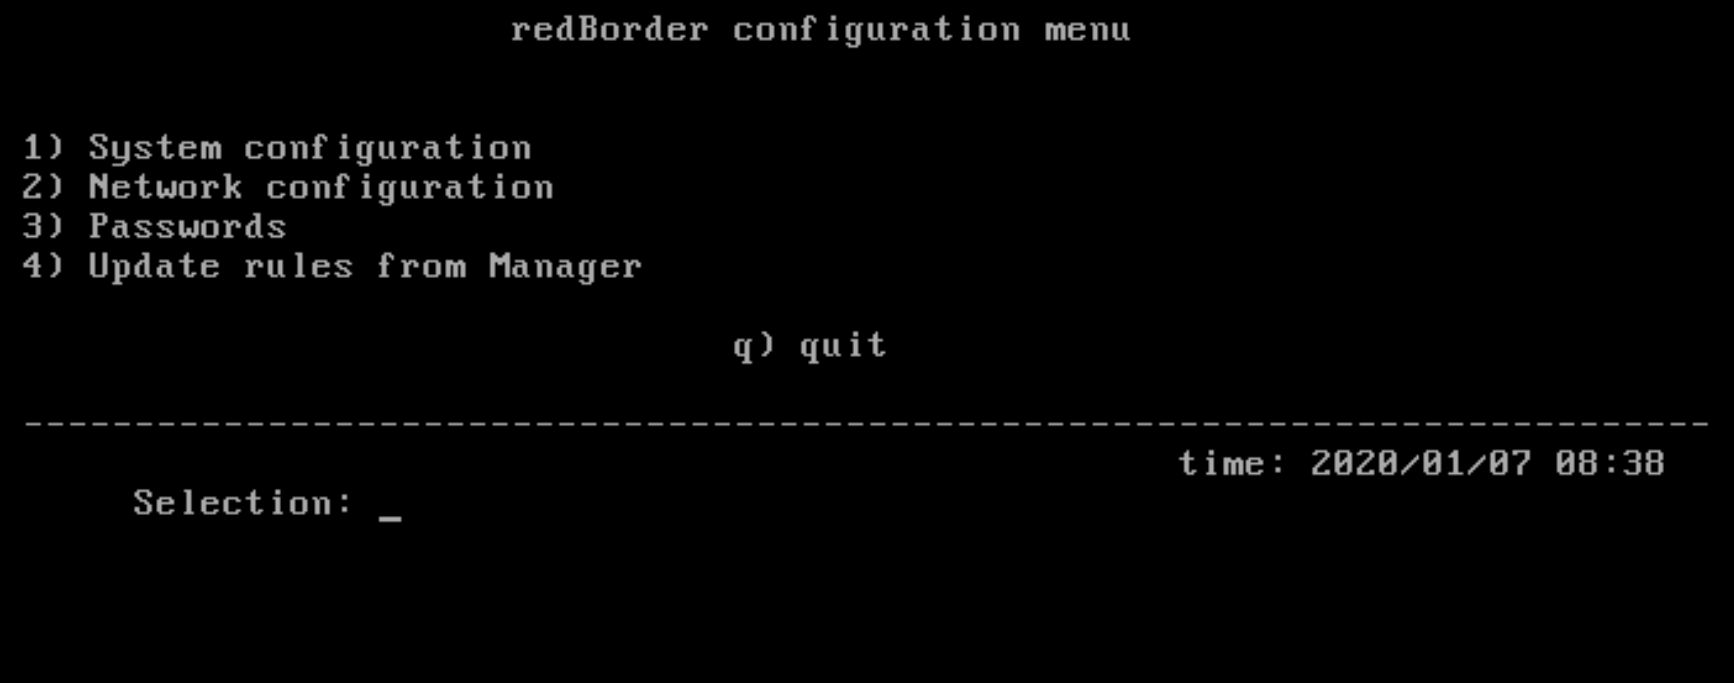 redBorder configuration menu
1) System configuration
2) Network configuration
3) Passwords
4) Update rules from Manager
q) quit
--------------------------------------------------------------------------------
time: 2020/01/07 08:38
Selection: _